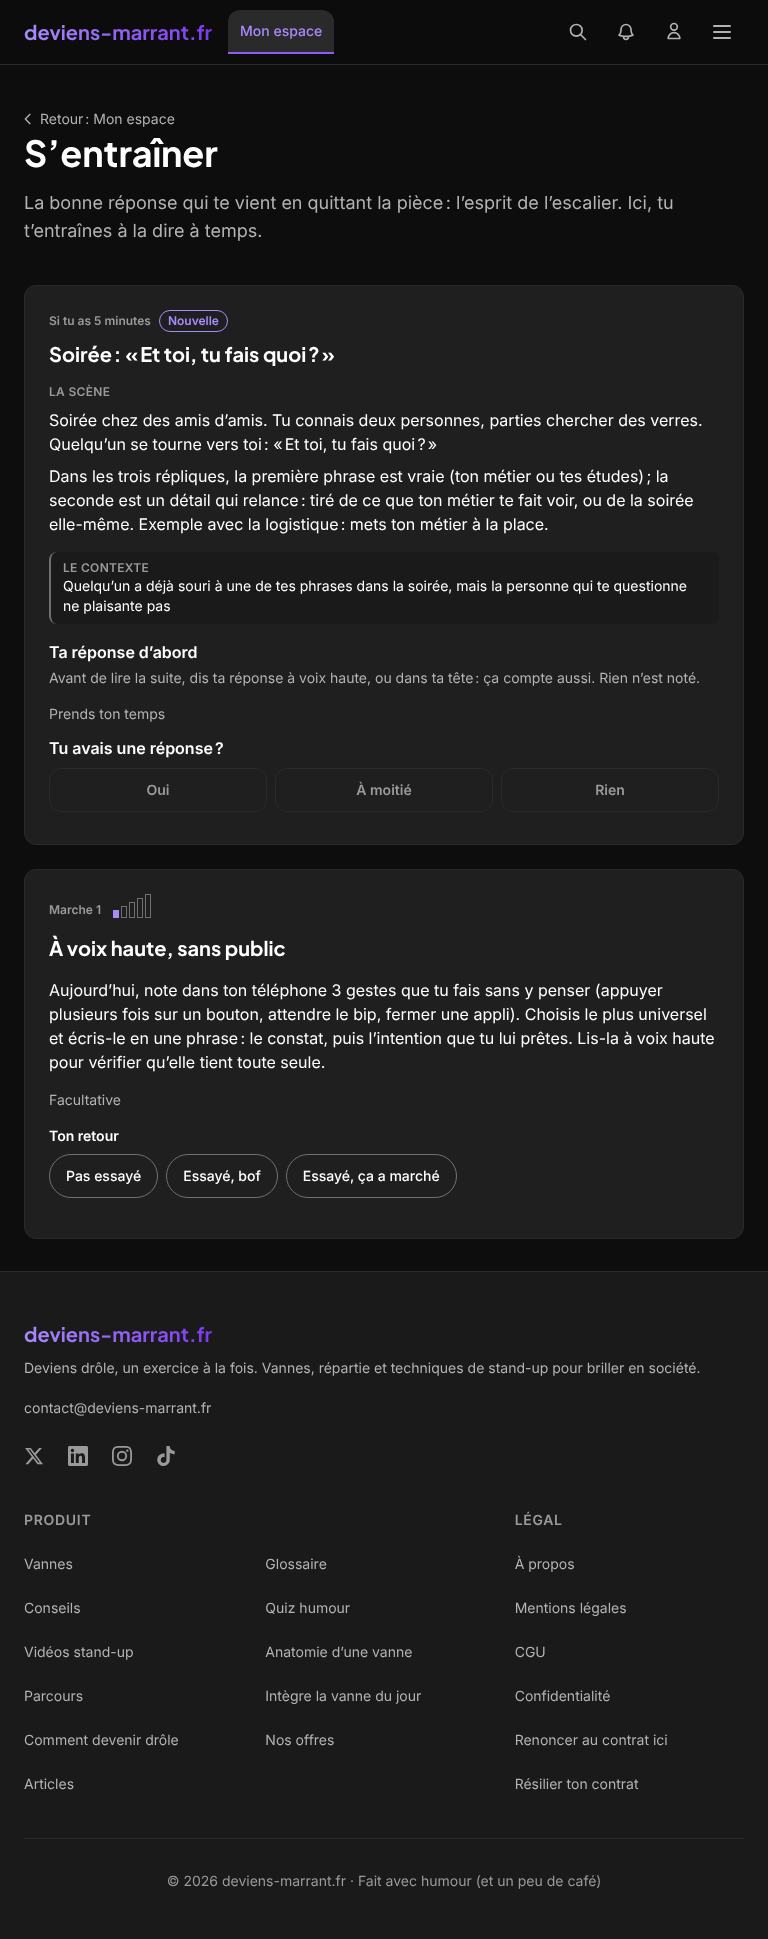 deviens-marrant.fr
Mon espace
Retour : Mon espace
S’entraîner
La bonne réponse qui te vient en quittant la pièce : l’esprit de l’escalier. Ici, tu
t’entraînes à la dire à temps.
Si tu as 5 minutes
Nouvelle
Soirée : « Et toi, tu fais quoi ? »
LA SCÈNE
Soirée chez des amis d’amis. Tu connais deux personnes, parties chercher des verres.
Quelqu’un se tourne vers toi : « Et toi, tu fais quoi ? »
Dans les trois répliques, la première phrase est vraie (ton métier ou tes études) ; la
seconde est un détail qui relance : tiré de ce que ton métier te fait voir, ou de la soirée
elle-même. Exemple avec la logistique : mets ton métier à la place.
LE CONTEXTE
Quelqu’un a déjà souri à une de tes phrases dans la soirée, mais la personne qui te questionne
ne plaisante pas
Ta réponse d’abord
Avant de lire la suite, dis ta réponse à voix haute, ou dans ta tête : ça compte aussi. Rien n’est noté.
Prends ton temps
Tu avais une réponse ?
Oui
À moitié
Rien
Marche 1
À voix haute, sans public
Aujourd’hui, note dans ton téléphone 3 gestes que tu fais sans y penser (appuyer
plusieurs fois sur un bouton, attendre le bip, fermer une appli). Choisis le plus universel
et écris-le en une phrase : le constat, puis l’intention que tu lui prêtes. Lis-la à voix haute
pour vérifier qu’elle tient toute seule.
Facultative
Ton retour
Pas essayé
Essayé, bof
Essayé, ça a marché
deviens-marrant.fr
Deviens drôle, un exercice à la fois. Vannes, répartie et techniques de stand-up pour briller en société.
contact@deviens-marrant.fr
PRODUIT
Vannes
Conseils
Vidéos stand-up
Parcours
Comment devenir drôle
Articles
Glossaire
Quiz humour
Anatomie d’une vanne
Intègre la vanne du jour
Nos offres
LÉGAL
À propos
Mentions légales
CGU
Confidentialité
Renoncer au contrat ici
Résilier ton contrat
© 2026 deviens-marrant.fr · Fait avec humour (et un peu de café)